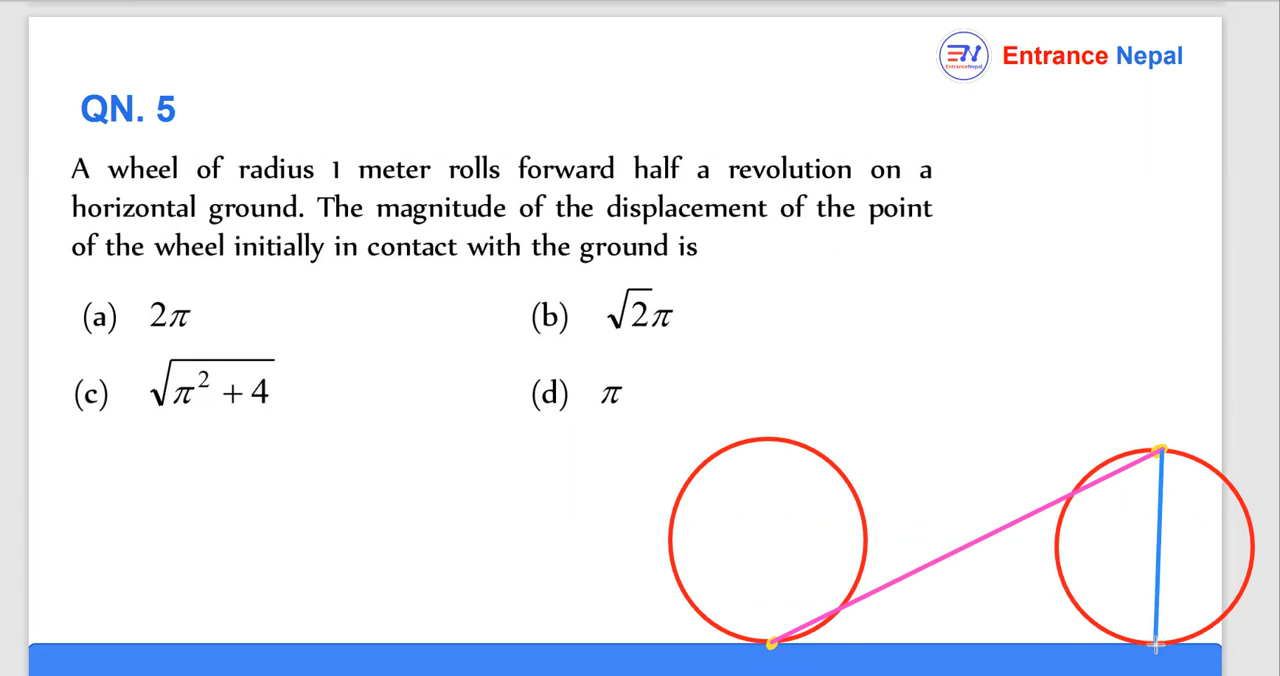 EN EntranceNepal Entrance Nepal
QN. 5
A wheel of radius 1 meter rolls forward half a revolution on a
horizontal ground. The magnitude of the displacement of the point
of the wheel initially in contact with the ground is
(a) 2π (b) √2π
(c) √(π² + 4) (d) π